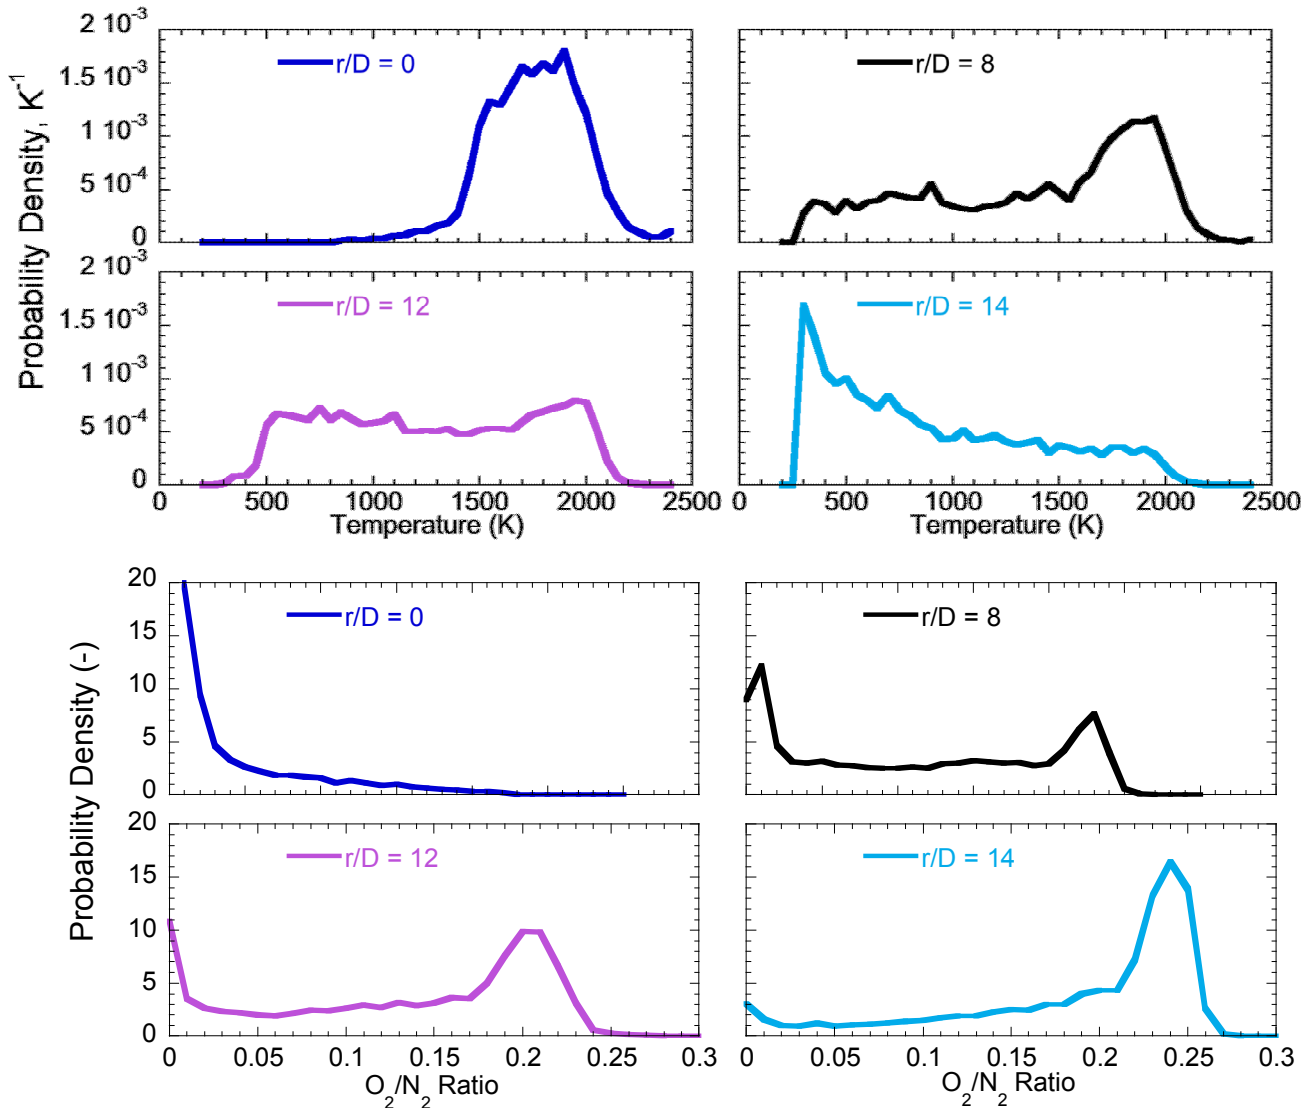 Probability Density, K⁻¹
2 10⁻³
1.5 10⁻³
1 10⁻³
5 10⁻⁴
0
r/D = 0
r/D = 8
2 10⁻³
1.5 10⁻³
1 10⁻³
5 10⁻⁴
0
r/D = 12
r/D = 14
0 500 1000 1500 2000 2500
0 500 1000 1500 2000 2500
Temperature (K)
Temperature (K)
Probability Density (-)
20
15
10
5
0
r/D = 0
r/D = 8
20
15
10
5
0
r/D = 12
r/D = 14
0 0.05 0.1 0.15 0.2 0.25 0.3
0 0.05 0.1 0.15 0.2 0.25 0.3
O₂/N₂ Ratio
O₂/N₂ Ratio